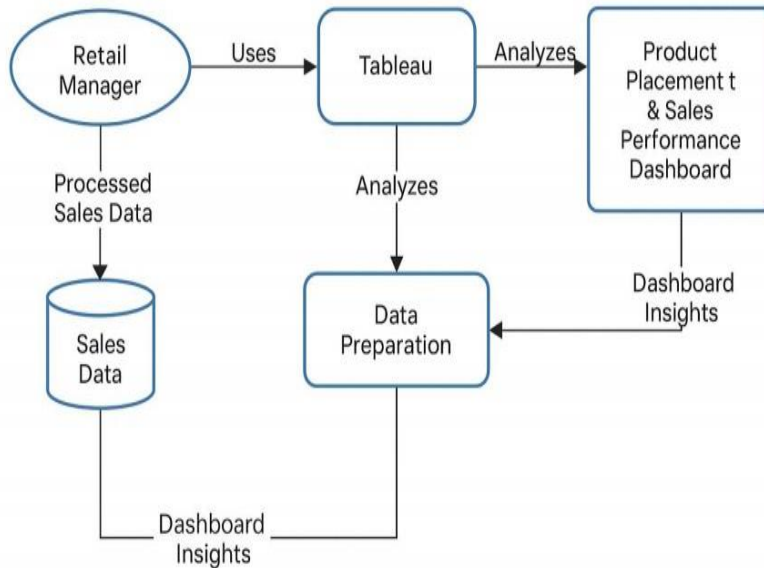 Retail
Manager
Uses
Tableau
Analyzes
Product
Placement t
& Sales
Performance
Dashboard
Processed
Sales Data
Analyzes
Dashboard
Insights
Sales
Data
Data
Preparation
Dashboard
Insights